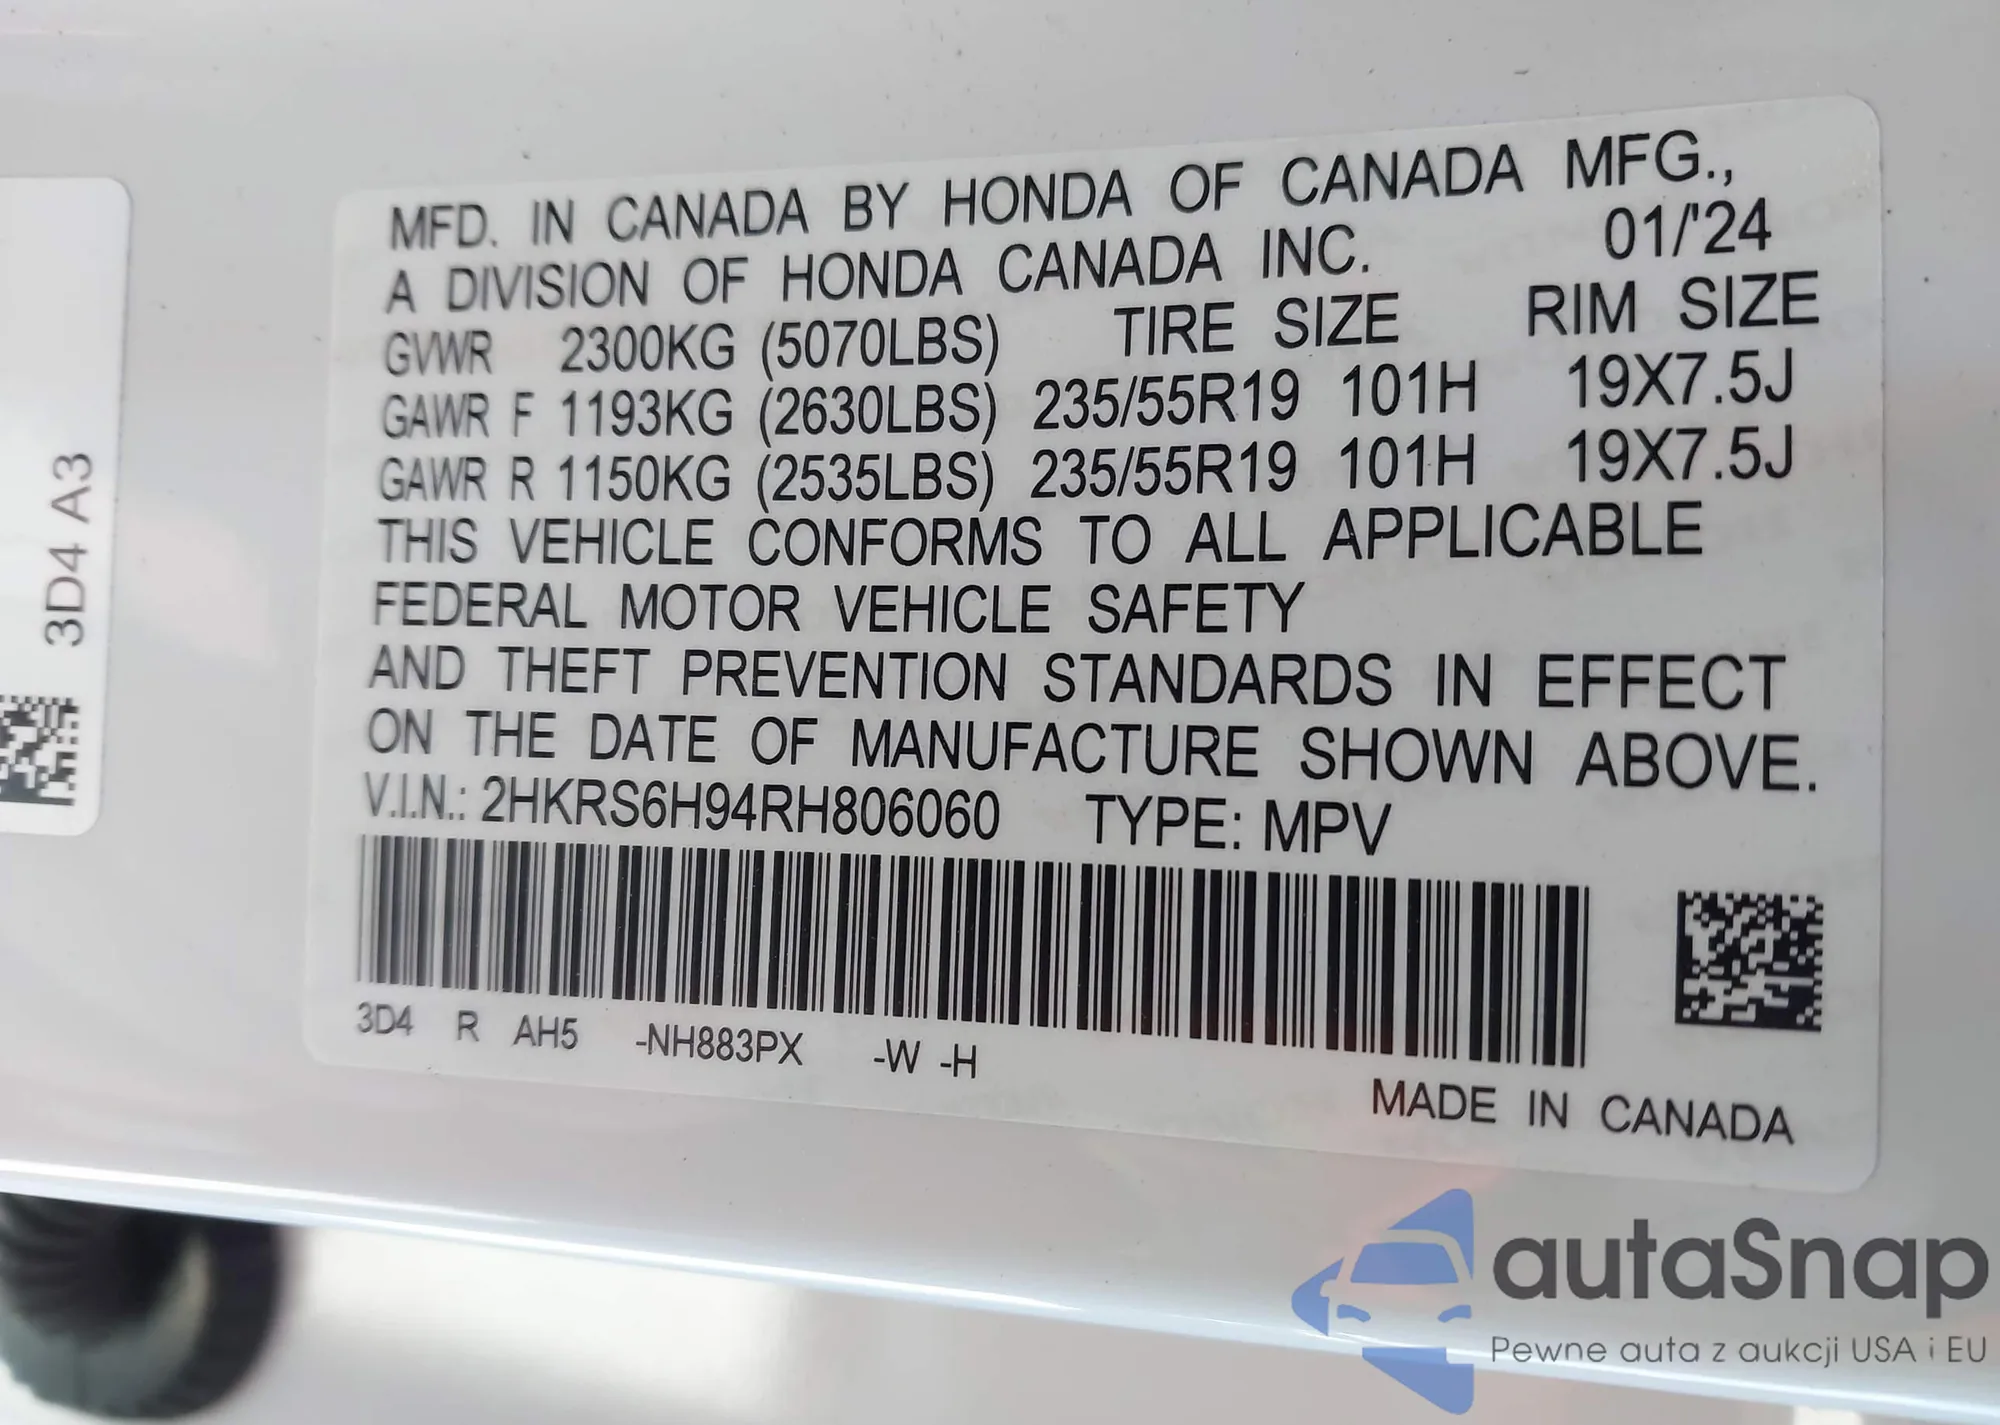 MFD. IN CANADA BY HONDA OF CANADA MFG.,
A DIVISION OF HONDA CANADA INC. 01/'24
GVWR 2300KG (5070LBS) TIRE SIZE RIM SIZE
GAWR F 1193KG (2630LBS) 235/55R19 101H 19X7.5J
GAWR R 1150KG (2535LBS) 235/55R19 101H 19X7.5J
THIS VEHICLE CONFORMS TO ALL APPLICABLE
FEDERAL MOTOR VEHICLE SAFETY
AND THEFT PREVENTION STANDARDS IN EFFECT
ON THE DATE OF MANUFACTURE SHOWN ABOVE.
V.I.N.: 2HKRS6H94RH806060 TYPE: MPV
3D4 R AH5 -NH883PX -W -H
MADE IN CANADA
3D4 A3
autaSnap
Pewne auta z aukcji USA i EU